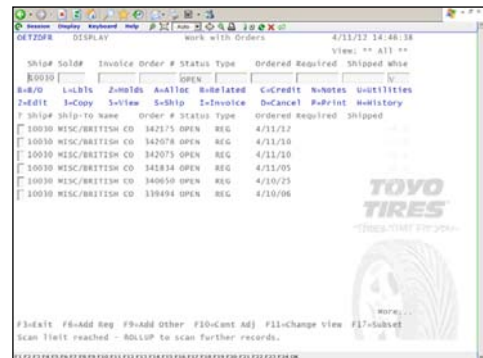 Session Display Keyboard Help
OETZDFR DISPLAY Work with Orders 4/11/12 14:46:38
View: ** All **
Ship# Sold# Invoice Order # Status Type Ordered Required Shipped Whse
10030 OPEN V
B=B/O L=Lbls Z=Holds A=Alloc R=Related C=Credit N=Notes U=Utilities
2=Edit 3=Copy 5=View S=Ship I=Invoice D=Cancel P=Print H=History
? Ship# Ship-To Name Order # Status Type Ordered Required Shipped
10030 MISC/BRITISH CO 342175 OPEN REG 4/11/12
10030 MISC/BRITISH CO 342078 OPEN REG 4/11/10
10030 MISC/BRITISH CO 342075 OPEN REG 4/11/10
10030 MISC/BRITISH CO 341834 OPEN REG 4/11/05
10030 MISC/BRITISH CO 340650 OPEN REG 4/10/25
10030 MISC/BRITISH CO 339494 OPEN REG 4/10/06
TOYO
TIRES
More...
F3=Exit F6=Add Reg F9=Add Other F10=Cont Adj F11=Change View F17=Subset
Scan limit reached - ROLLUP to scan further records.